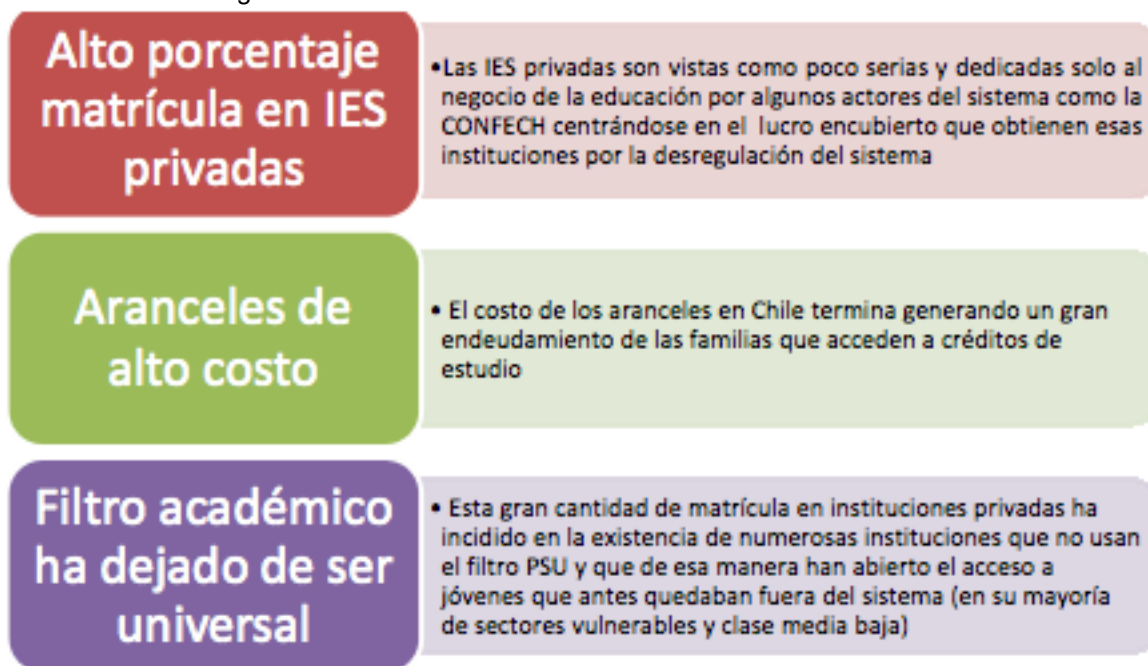 Alto porcentaje
matrícula en IES
privadas
•Las IES privadas son vistas como poco serias y dedicadas solo al
negocio de la educación por algunos actores del sistema como la
CONFECH centrándose en el lucro encubierto que obtienen esas
instituciones por la desregulación del sistema
Aranceles de
alto costo
• El costo de los aranceles en Chile termina generando un gran
endeudamiento de las familias que acceden a créditos de
estudio
Filtro académico
ha dejado de ser
universal
• Esta gran cantidad de matrícula en instituciones privadas ha
incidido en la existencia de numerosas instituciones que no usan
el filtro PSU y que de esa manera han abierto el acceso a
jóvenes que antes quedaban fuera del sistema (en su mayoría
de sectores vulnerables y clase media baja)